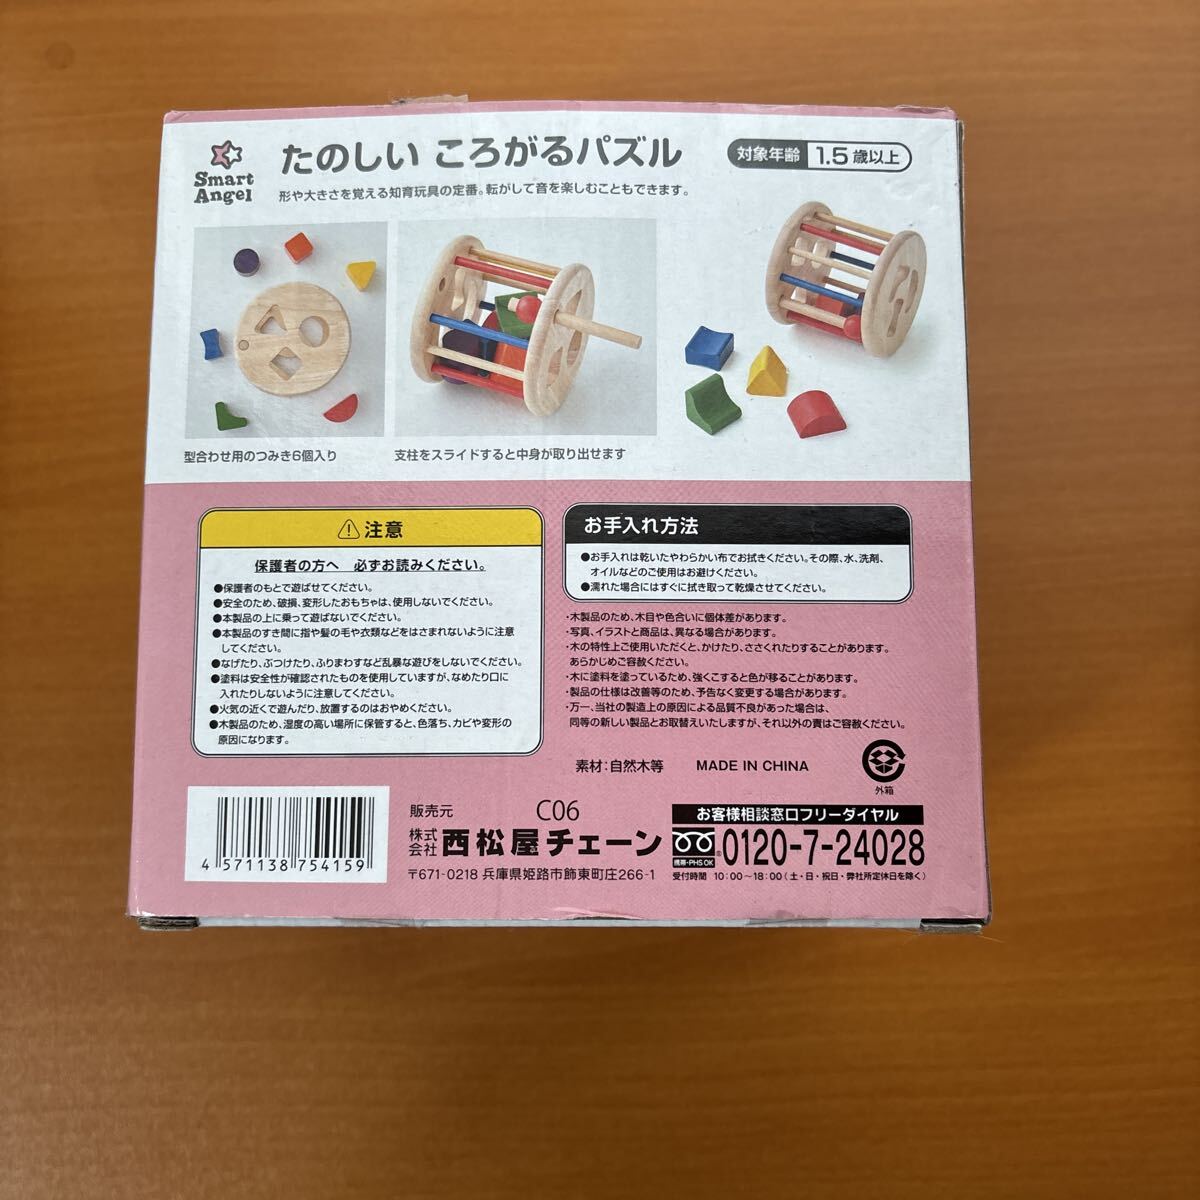 Smart
Angel
たのしい ころがるパズル
対象年齢 1.5歳以上
形や大きさを覚える知育玩具の定番。転がして音を楽しむこともできます。
型合わせ用のつみき6個入り
支柱をスライドすると中身が取り出せます
注意
保護者の方へ 必ずお読みください。
●保護者のもとで遊ばせてください。
●安全のため、破損、変形したおもちゃは、使用しないでください。
●本製品の上に乗って遊ばないでください。
●本製品のすき間に指や髪の毛や衣類などをはさまれないように注意
してください。
●なげたり、ぶつけたり、ふりまわすなど乱暴な遊びをしないでください。
●塗料は安全性が確認されたものを使用していますが、なめたり口に
入れたりしないように注意してください。
●火気の近くで遊んだり、放置するのはおやめください。
●木製品のため、湿度の高い場所に保管すると、色落ち、カビや変形の
原因になります。
お手入れ方法
●お手入れは乾いたやわらかい布でお拭きください。その際、水、洗剤、
オイルなどのご使用はお避けください。
●濡れた場合にはすぐに拭き取って乾燥させてください。
・木製品のため、木目や色合いに個体差があります。
・写真、イラストと商品は、異なる場合があります。
・木の特性上ご使用いただくと、かけたり、ささくれたりすることがあります。
あらかじめご容赦ください。
・木に塗料を塗っているため、強くこすると色が移ることがあります。
・製品の仕様は改善等のため、予告なく変更する場合があります。
・万一、当社の製造上の原因による品質不良があった場合は、
同等の新しい製品とお取替えいたしますが、それ以外の責はご容赦ください。
素材：自然木等 MADE IN CHINA
外箱
4 571138 754159
販売元 C06
株式会社 西松屋チェーン
〒671-0218 兵庫県姫路市飾東町庄266-1
お客様相談窓口フリーダイヤル
携帯・PHS OK
0120-7-24028
受付時間 10：00～18：00（土・日・祝日・弊社所定休日を除く）